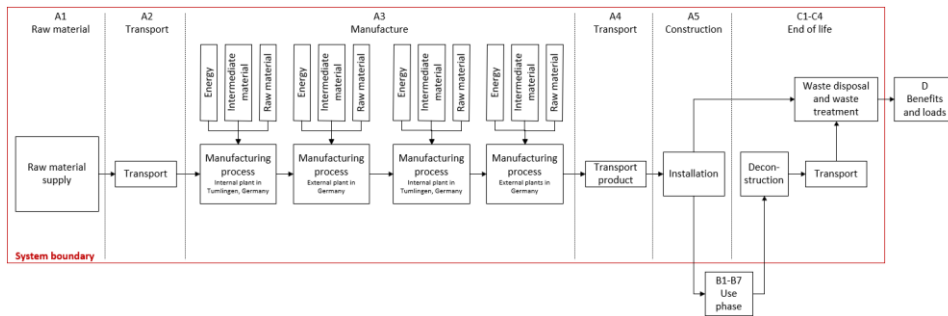 A1
Raw material
A2
Transport
A3
Manufacture
A4
Transport
A5
Construction
C1-C4
End of life
Energy
Intermediate
material
Raw material
Energy
Intermediate
material
Raw material
Energy
Intermediate
material
Raw material
Energy
Intermediate
material
Raw material
Waste disposal
and waste
treatment
D
Benefits
and loads
Raw material
supply
Transport
Manufacturing
process
Internal plant in
Tumlingen, Germany
Manufacturing
process
External plant in
Germany
Manufacturing
process
Internal plant in
Tumlingen, Germany
Manufacturing
process
External plants in
Germany
Transport
product
Installation
Decon-
struction
Transport
System boundary
B1-B7
Use
phase